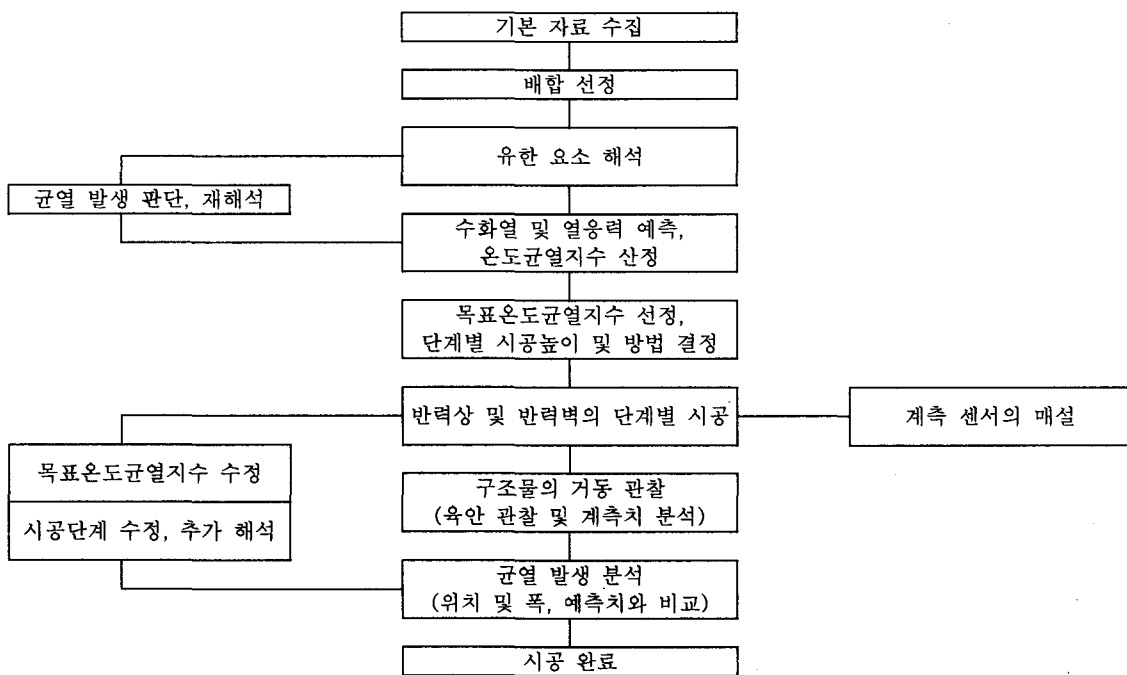 기본 자료 수집
배합 선정
유한 요소 해석
균열 발생 판단, 재해석
수화열 및 열응력 예측,
온도균열지수 산정
목표온도균열지수 선정,
단계별 시공높이 및 방법 결정
반력상 및 반력벽의 단계별 시공
계측 센서의 매설
목표온도균열지수 수정
시공단계 수정, 추가 해석
구조물의 거동 관찰
(육안 관찰 및 계측치 분석)
균열 발생 분석
(위치 및 폭, 예측치와 비교)
시공 완료